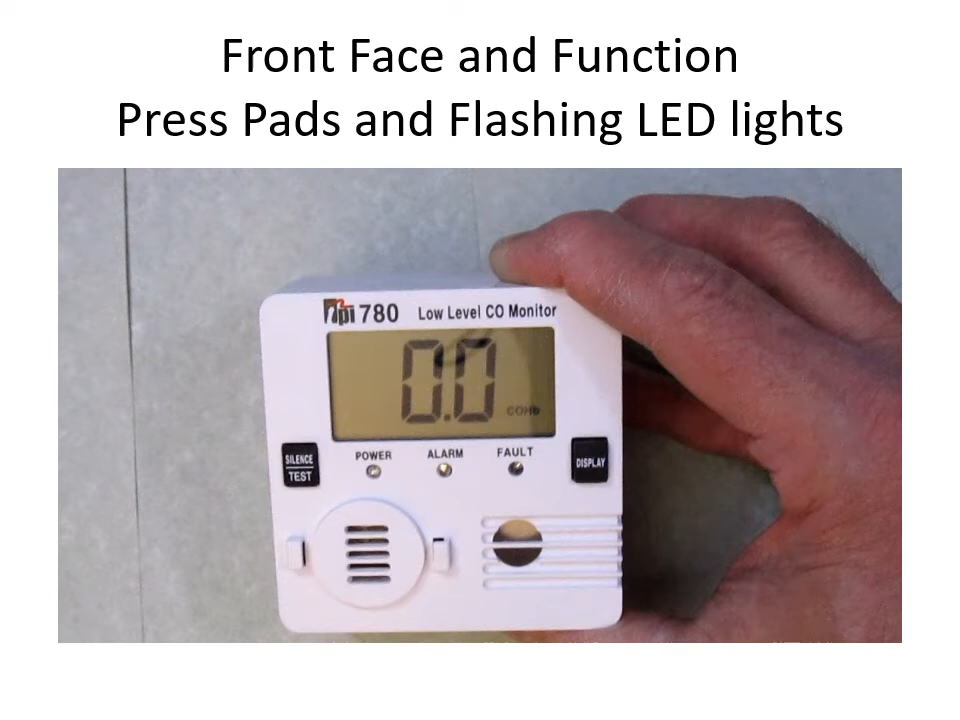 Front Face and Function
Press Pads and Flashing LED lights
tpi 780 Low Level CO Monitor
0.0
COHb
SILENCE
TEST
POWER
ALARM
FAULT
DISPLAY